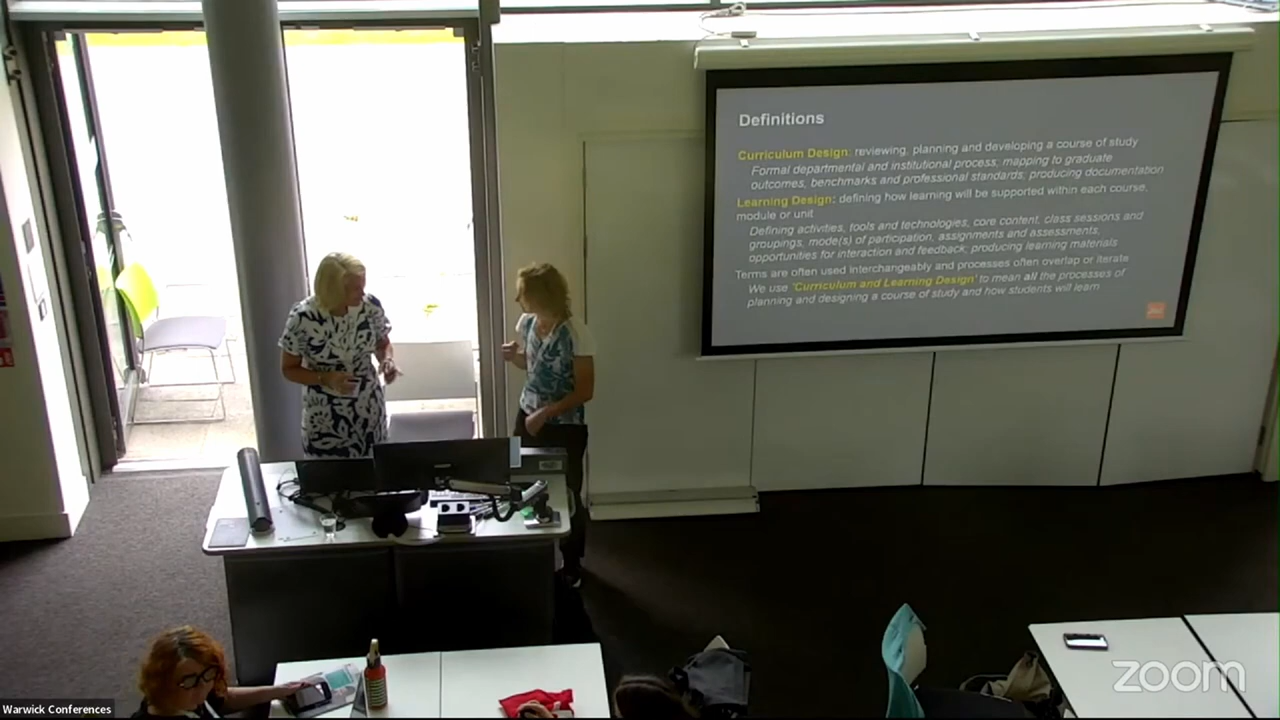 Definitions
Curriculum Design: reviewing, planning and developing a course of study
Formal departmental and institutional process; mapping to graduate
outcomes, benchmarks and professional standards; producing documentation
Learning Design: defining how learning will be supported within each course,
module or unit
Defining activities, tools and technologies, core content, class sessions and
groupings, mode(s) of participation, assignments and assessments,
opportunities for interaction and feedback; producing learning materials
Terms are often used interchangeably and processes often overlap or iterate
We use 'Curriculum and Learning Design' to mean all the processes of
planning and designing a course of study and how students will learn
Warwick Conferences
zoom